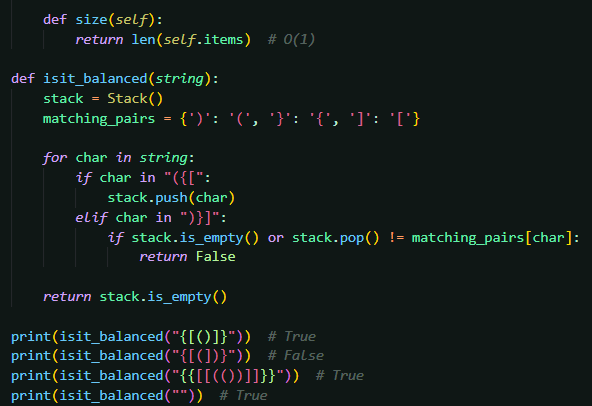 def size(self):
return len(self.items)  # O(1)
def isit_balanced(string):
stack = Stack()
matching_pairs = {')': '(', '}': '{', ']': '['}
for char in string:
if char in "({[":
stack.push(char)
elif char in ")}]":
if stack.is_empty() or stack.pop() != matching_pairs[char]:
return False
return stack.is_empty()
print(isit_balanced("{[()]}"))  # True
print(isit_balanced("{[(])}"))  # False
print(isit_balanced("{{[[(())]]}}"))  # True
print(isit_balanced(""))  # True